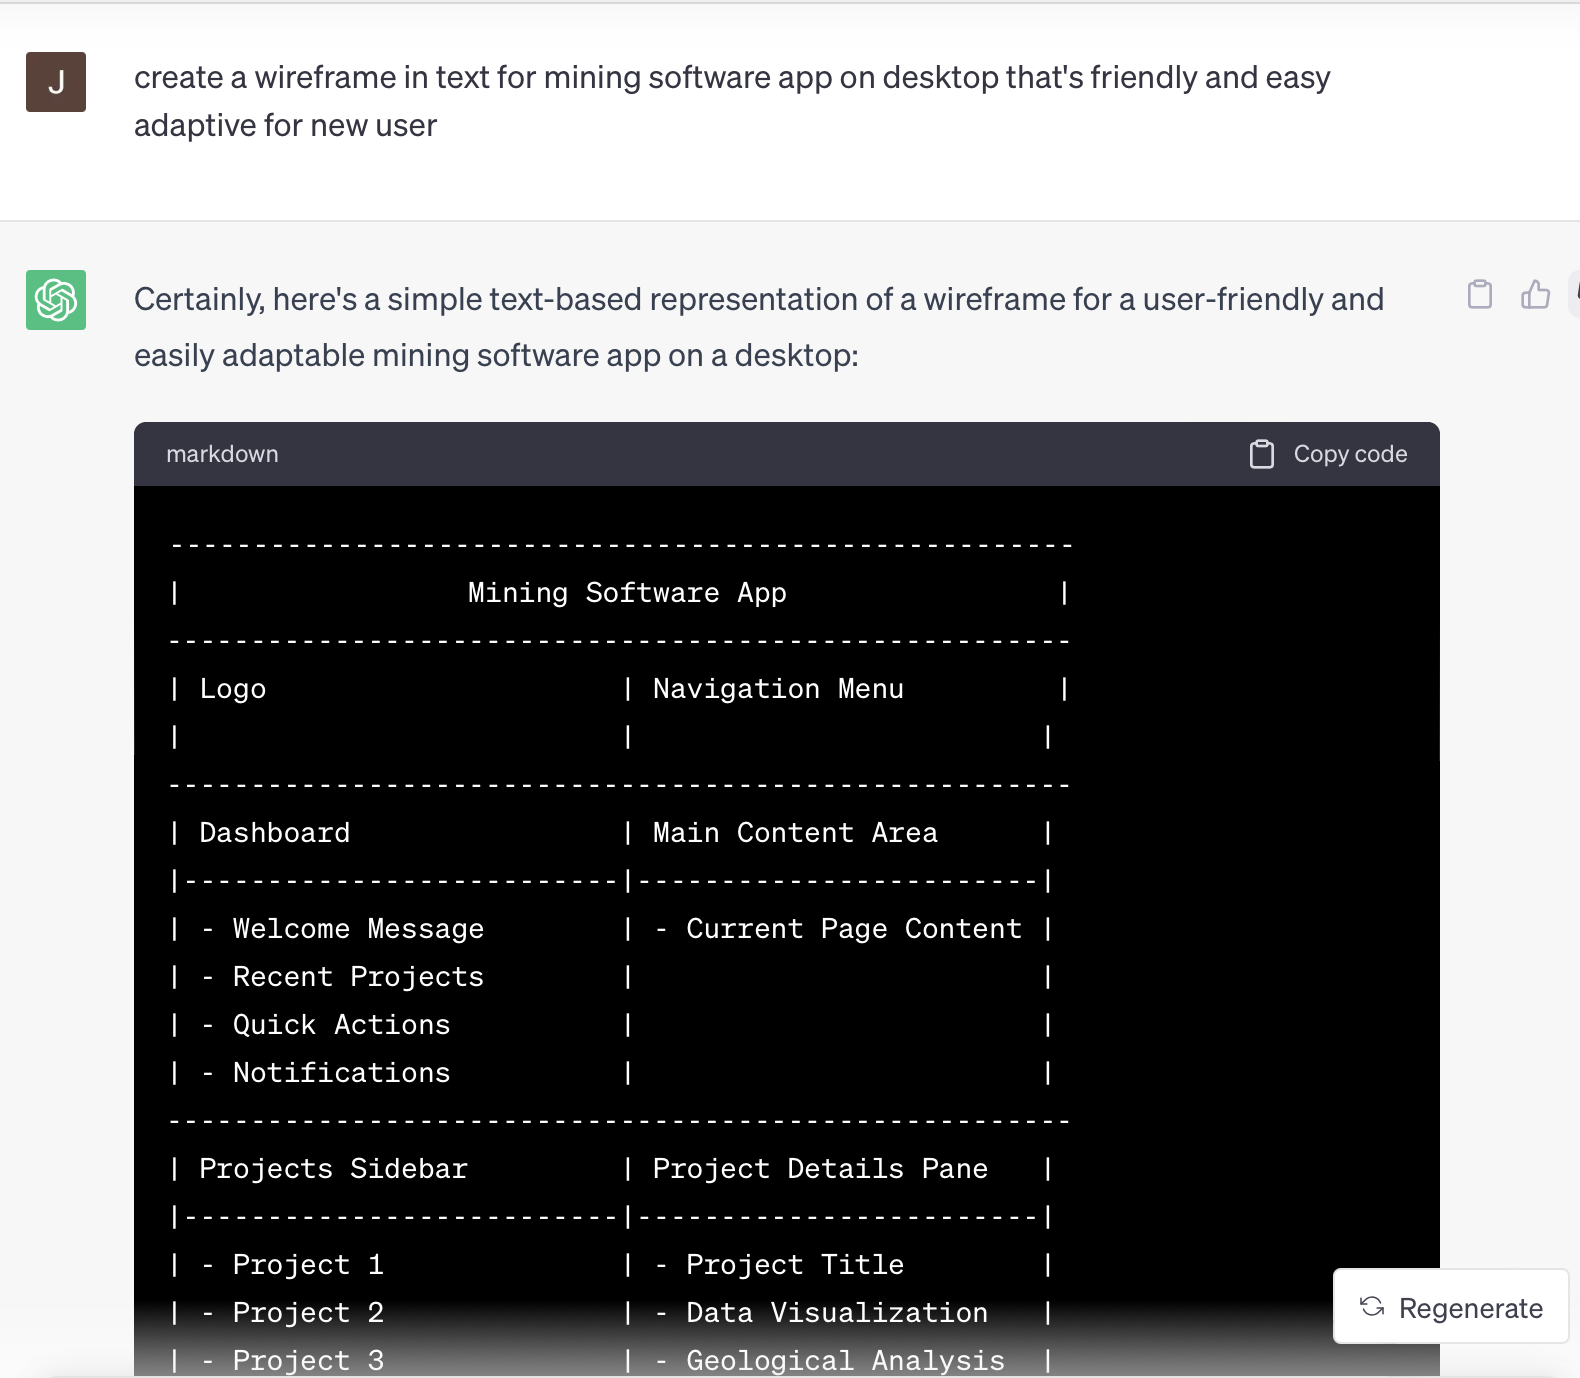 J
create a wireframe in text for mining software app on desktop that's friendly and easy
adaptive for new user
Certainly, here's a simple text-based representation of a wireframe for a user-friendly and
easily adaptable mining software app on a desktop:
markdown Copy code
------------------------------------------------------
|                 Mining Software App                |
------------------------------------------------------
| Logo                     | Navigation Menu         |
|                          |                        |
------------------------------------------------------
| Dashboard                | Main Content Area      |
|--------------------------|------------------------|
| - Welcome Message        | - Current Page Content |
| - Recent Projects        |                        |
| - Quick Actions          |                        |
| - Notifications          |                        |
------------------------------------------------------
| Projects Sidebar         | Project Details Pane   |
|--------------------------|------------------------|
| - Project 1              | - Project Title        |
| - Project 2              | - Data Visualization   |
| - Project 3              | - Geological Analysis  |
Regenerate